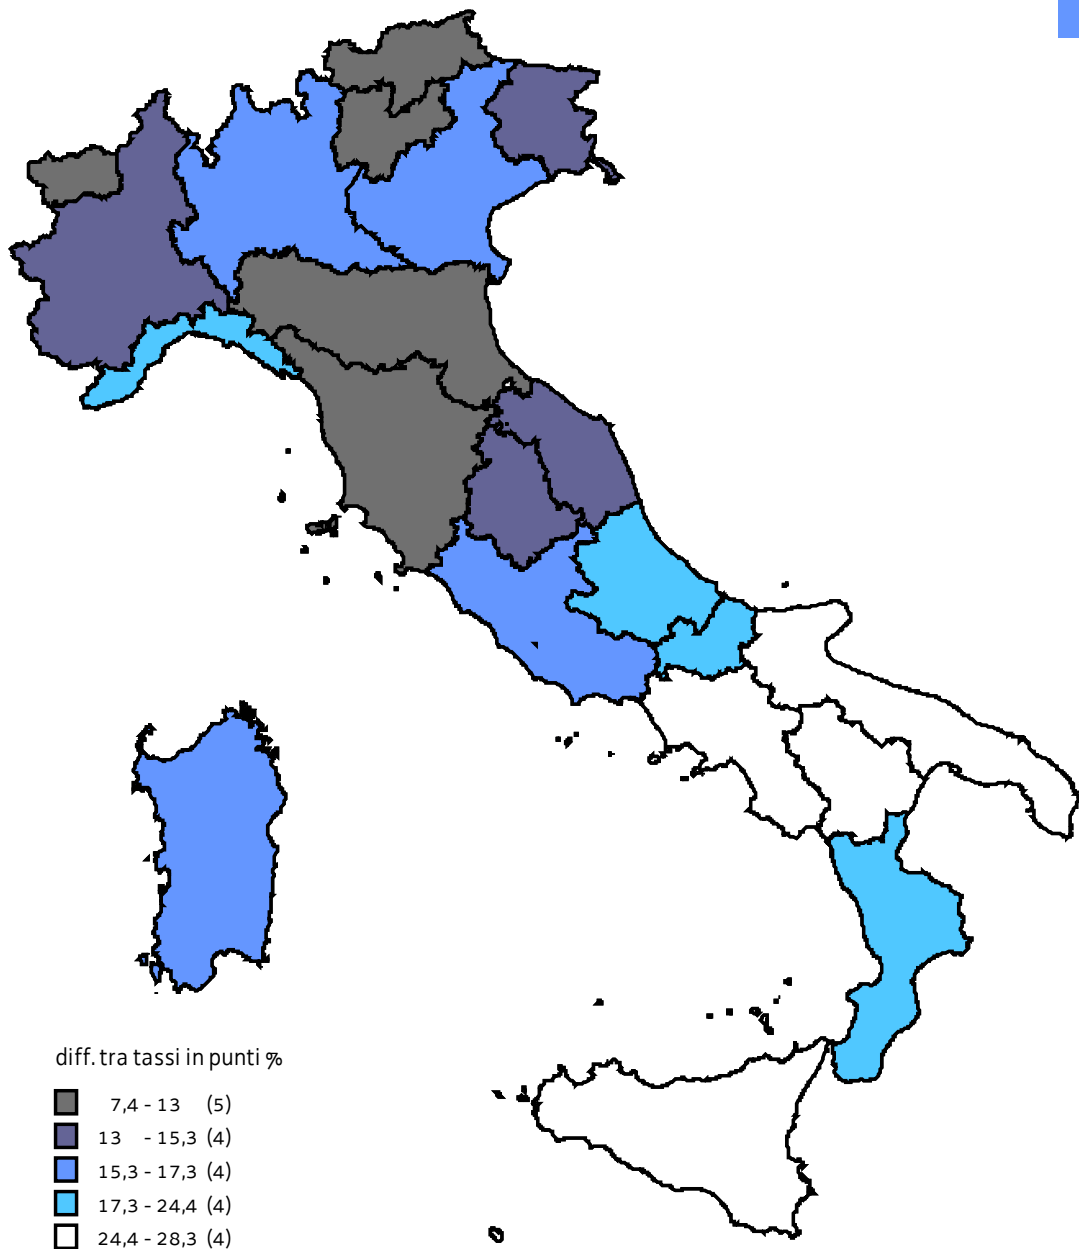 diff. tra tassi in punti %
7,4 - 13 (5)
13 - 15,3 (4)
15,3 - 17,3 (4)
17,3 - 24,4 (4)
24,4 - 28,3 (4)